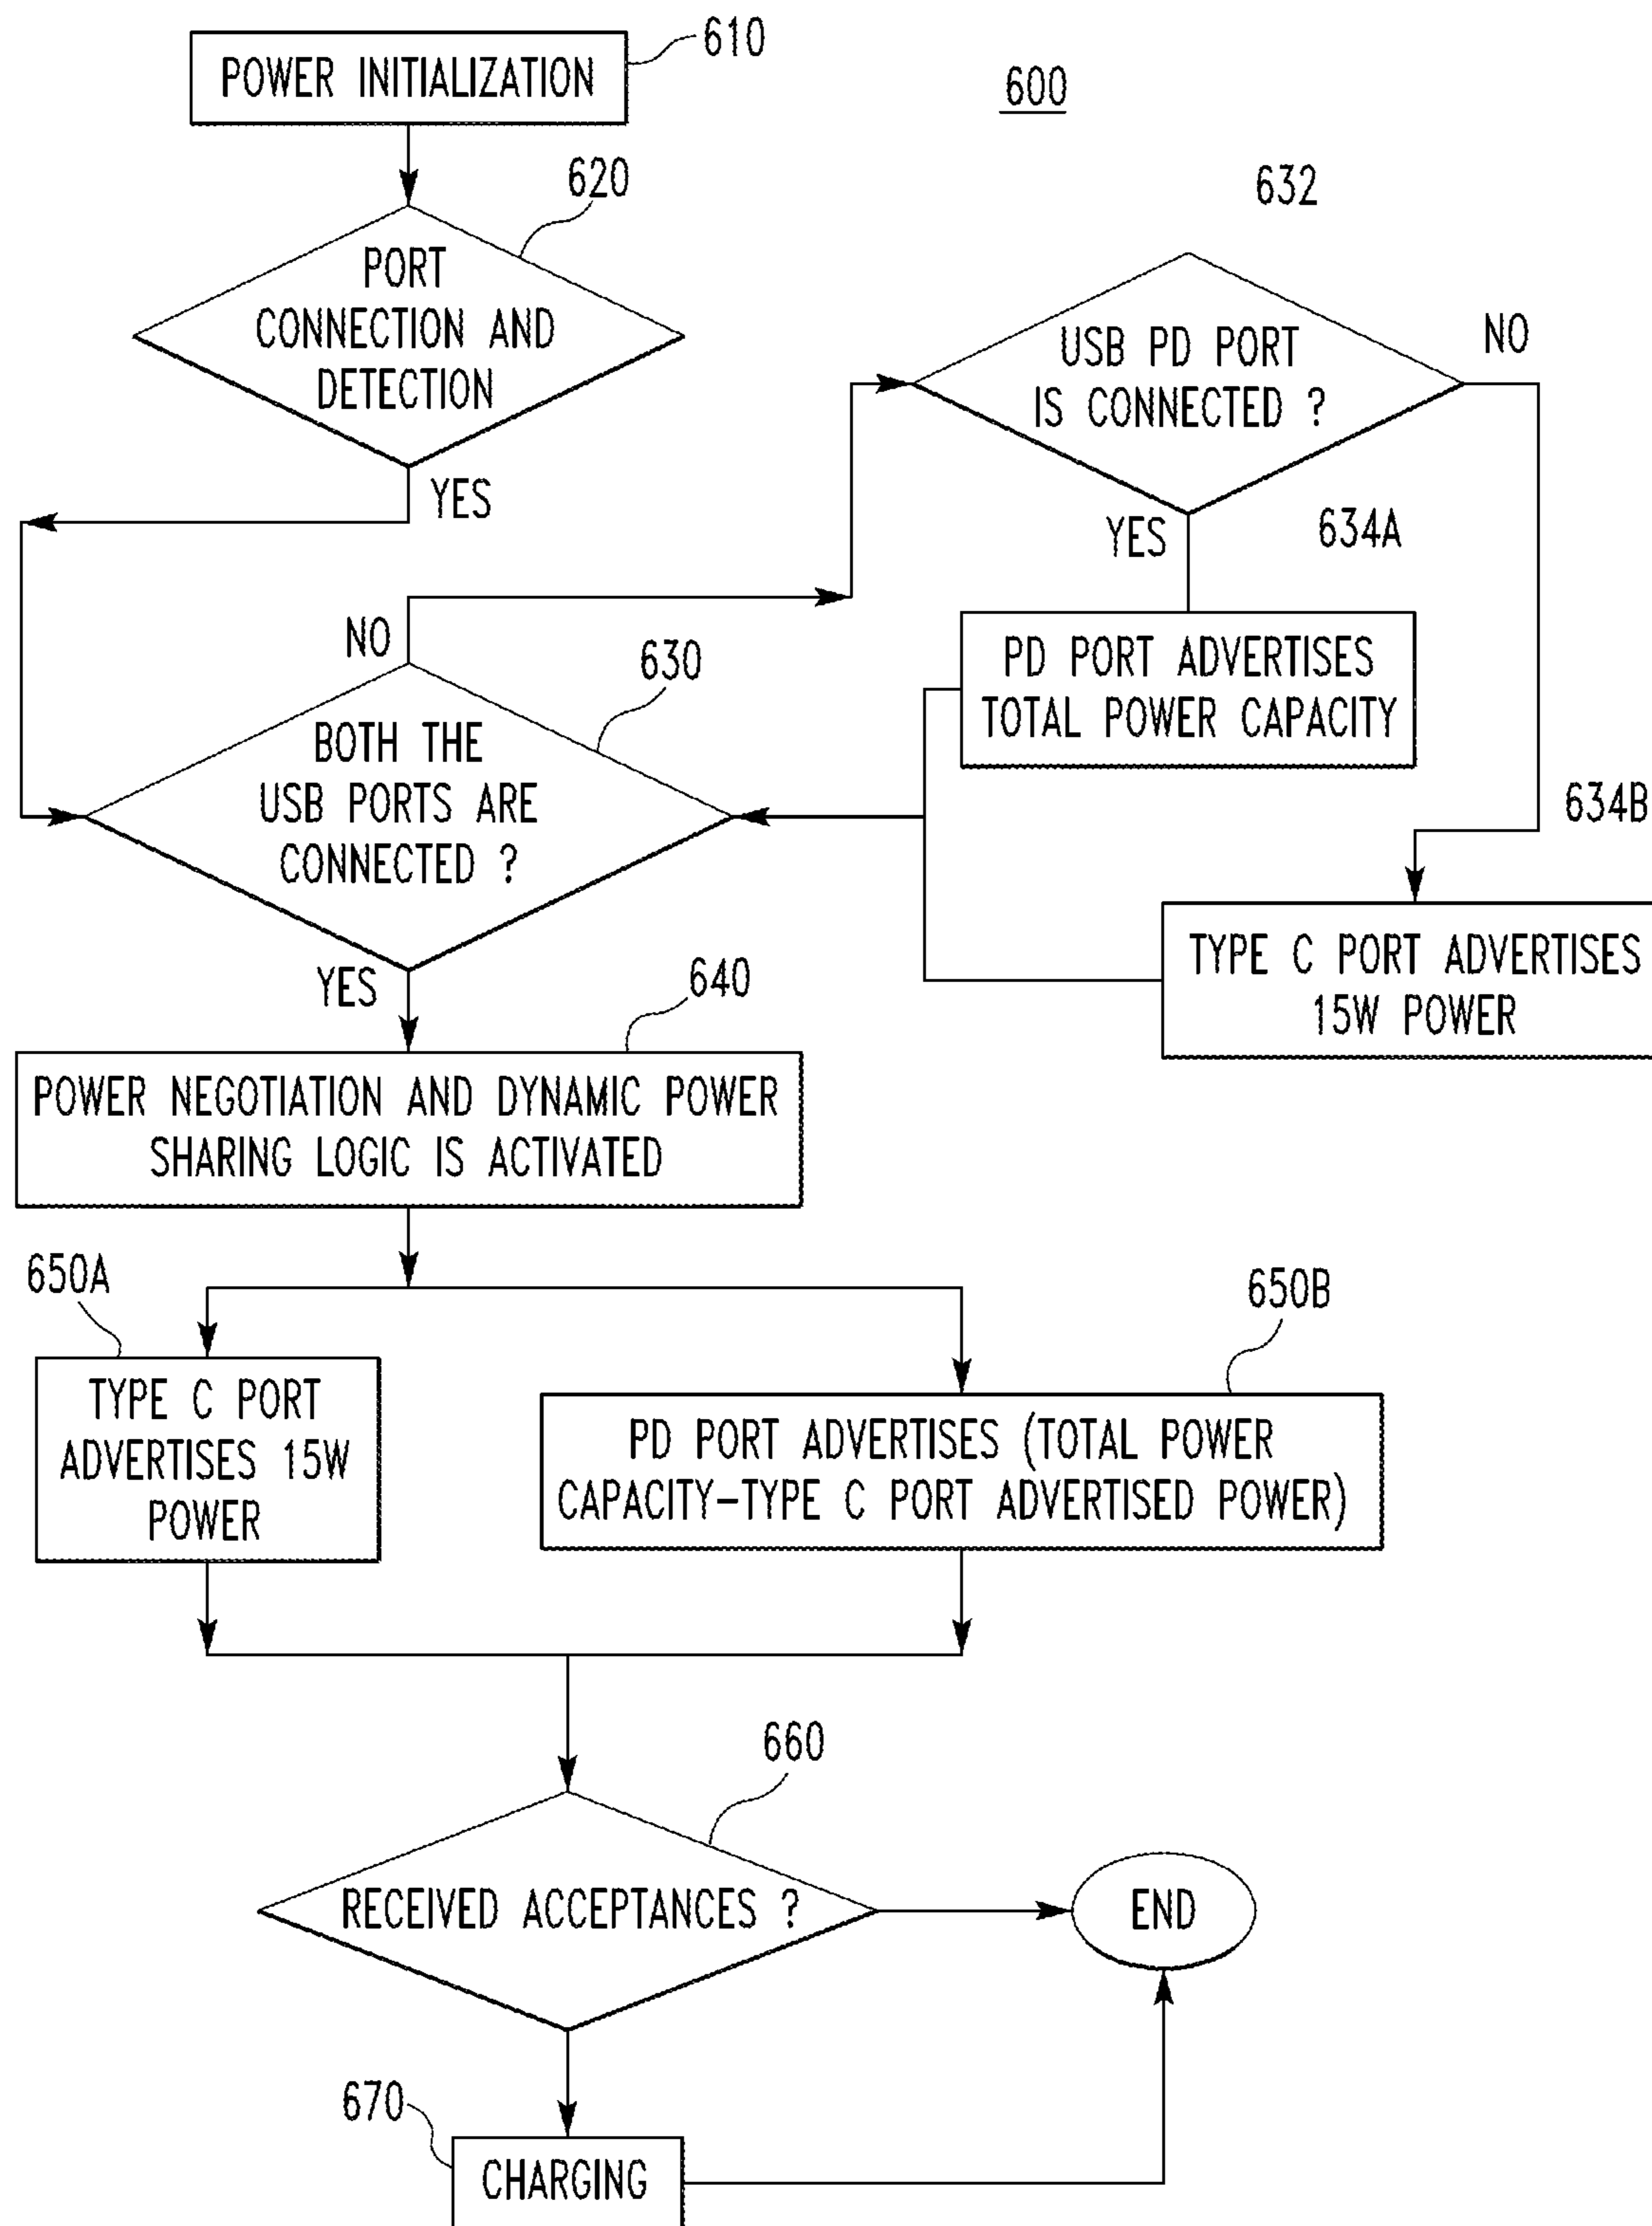 610
POWER INITIALIZATION
600
620
632
PORT
CONNECTION AND
DETECTION
USB PD PORT
IS CONNECTED ?
NO
YES
YES
634A
NO
630
PD PORT ADVERTISES
TOTAL POWER CAPACITY
BOTH THE
USB PORTS ARE
CONNECTED ?
634B
YES
640
TYPE C PORT ADVERTISES
15W POWER
POWER NEGOTIATION AND DYNAMIC POWER
SHARING LOGIC IS ACTIVATED
650A
650B
TYPE C PORT
ADVERTISES 15W
POWER
PD PORT ADVERTISES (TOTAL POWER
CAPACITY-TYPE C PORT ADVERTISED POWER)
660
RECEIVED ACCEPTANCES ?
END
670
CHARGING